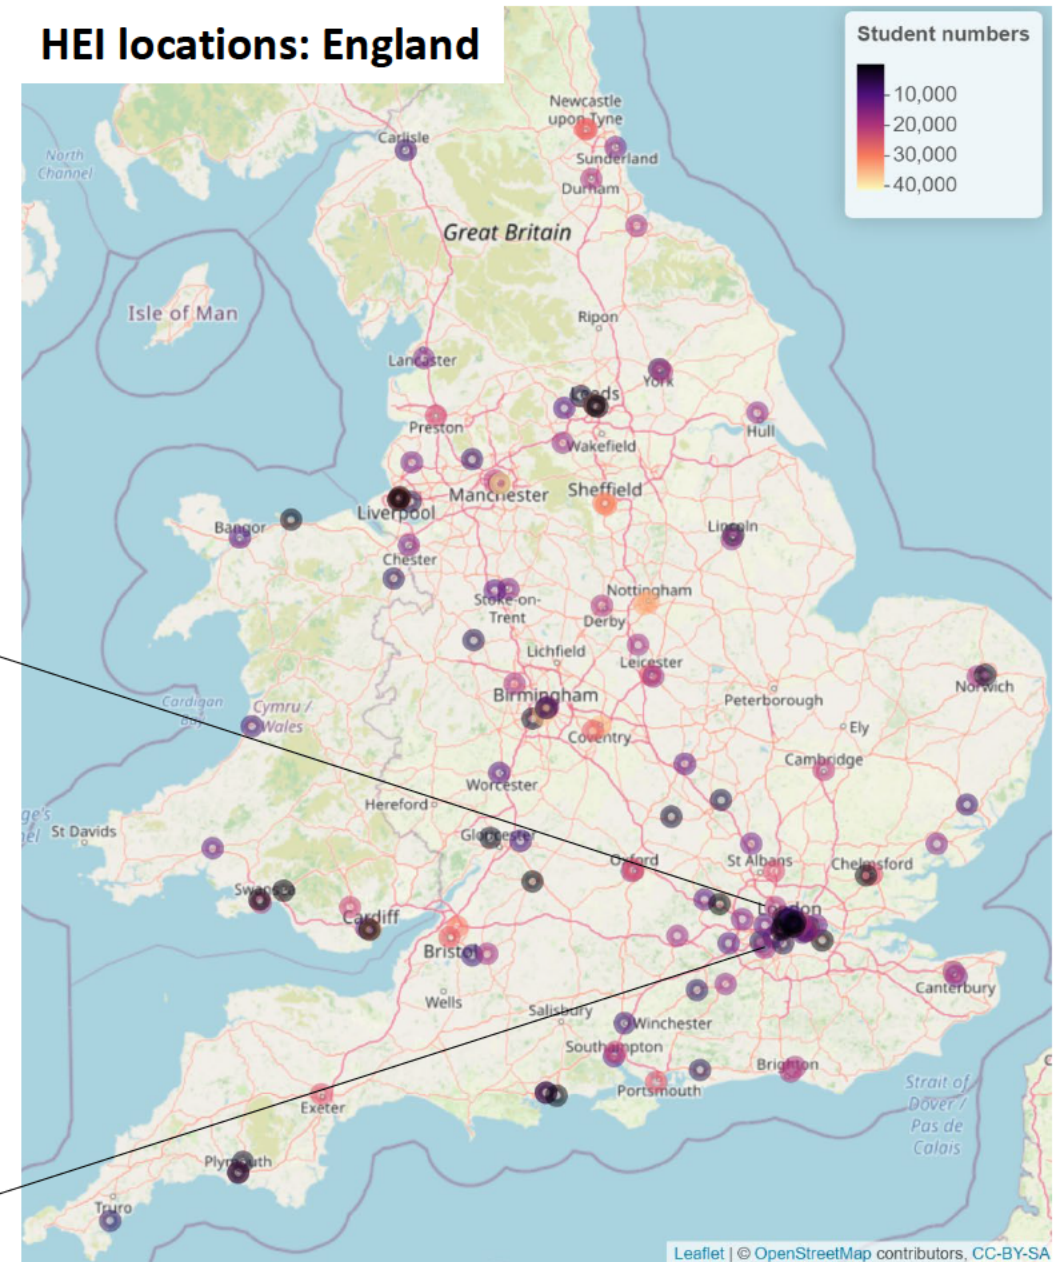 HEI locations: England
Student numbers
10,000
20,000
30,000
40,000
Newcastle
upon Tyne
Carlisle
North
Channel
Sunderland
Durham
Great Britain
Isle of Man
Ripon
Lancaster
York
Leeds
Preston
Hull
Wakefield
Manchester
Sheffield
Liverpool
Bangor
Lincoln
Chester
Nottingham
Stoke-on-
Trent
Derby
Lichfield
Leicester
Norwich
Birmingham
Peterborough
Cardigan
Bay
Cymru /
Wales
Ely
Coventry
Cambridge
Worcester
Hereford
ge's
nel
St Davids
Gloucester
Oxford
St Albans
Chelmsford
Swansea
London
Cardiff
Bristol
Canterbury
Wells
Salisbury
Winchester
Southampton
Brighton
Portsmouth
Strait of
Dover /
Pas de
Calais
Exeter
Plymouth
Truro
C
Leaflet | © OpenStreetMap contributors, CC-BY-SA